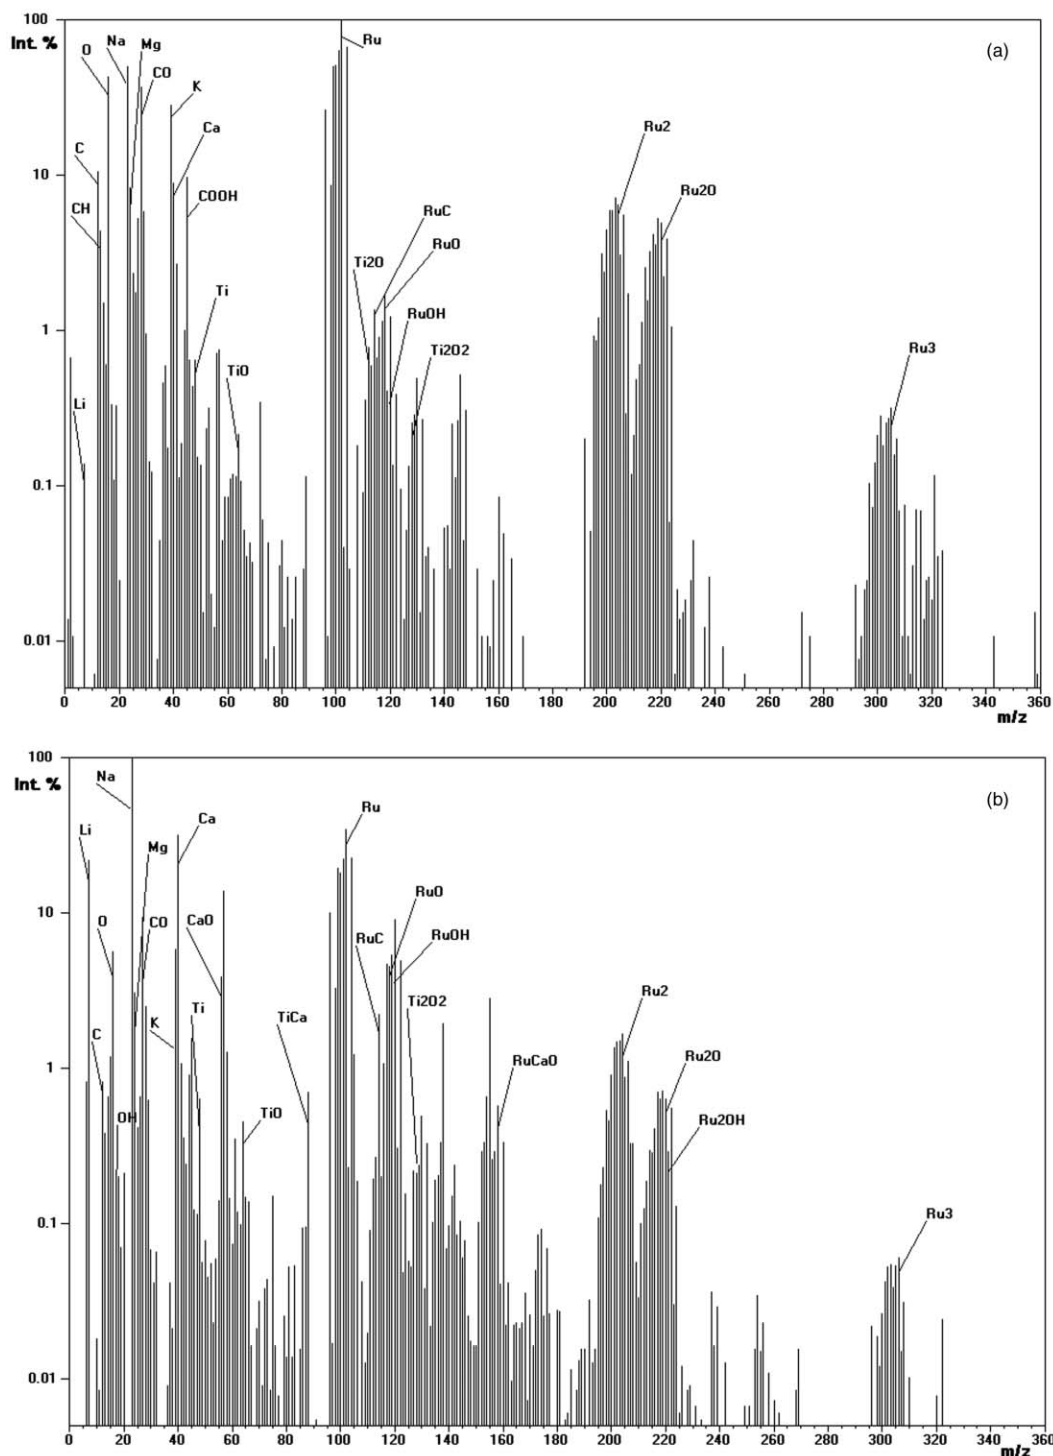 100
Int. %
10
1
0.1
0.01
(a)
O
Na
Mg
CO
K
Ca
C
CH
COOH
Li
Ti
TiO
Ru
RuC
RuO
Ti2O
RuOH
Ti2O2
Ru2
Ru2O
Ru3
0 20 40 60 80 100 120 140 160 180 200 220 240 260 280 300 320 340 360
m/z
100
Int. %
10
1
0.1
0.01
(b)
Na
Li
Mg
Ca
O
CO
CaO
C
K
Ti
OH
TiCa
TiO
Ru
RuO
RuC
RuOH
Ti2O2
RuCaO
Ru2
Ru2O
Ru2OH
Ru3
0 20 40 60 80 100 120 140 160 180 200 220 240 260 280 300 320 340 360
m/z